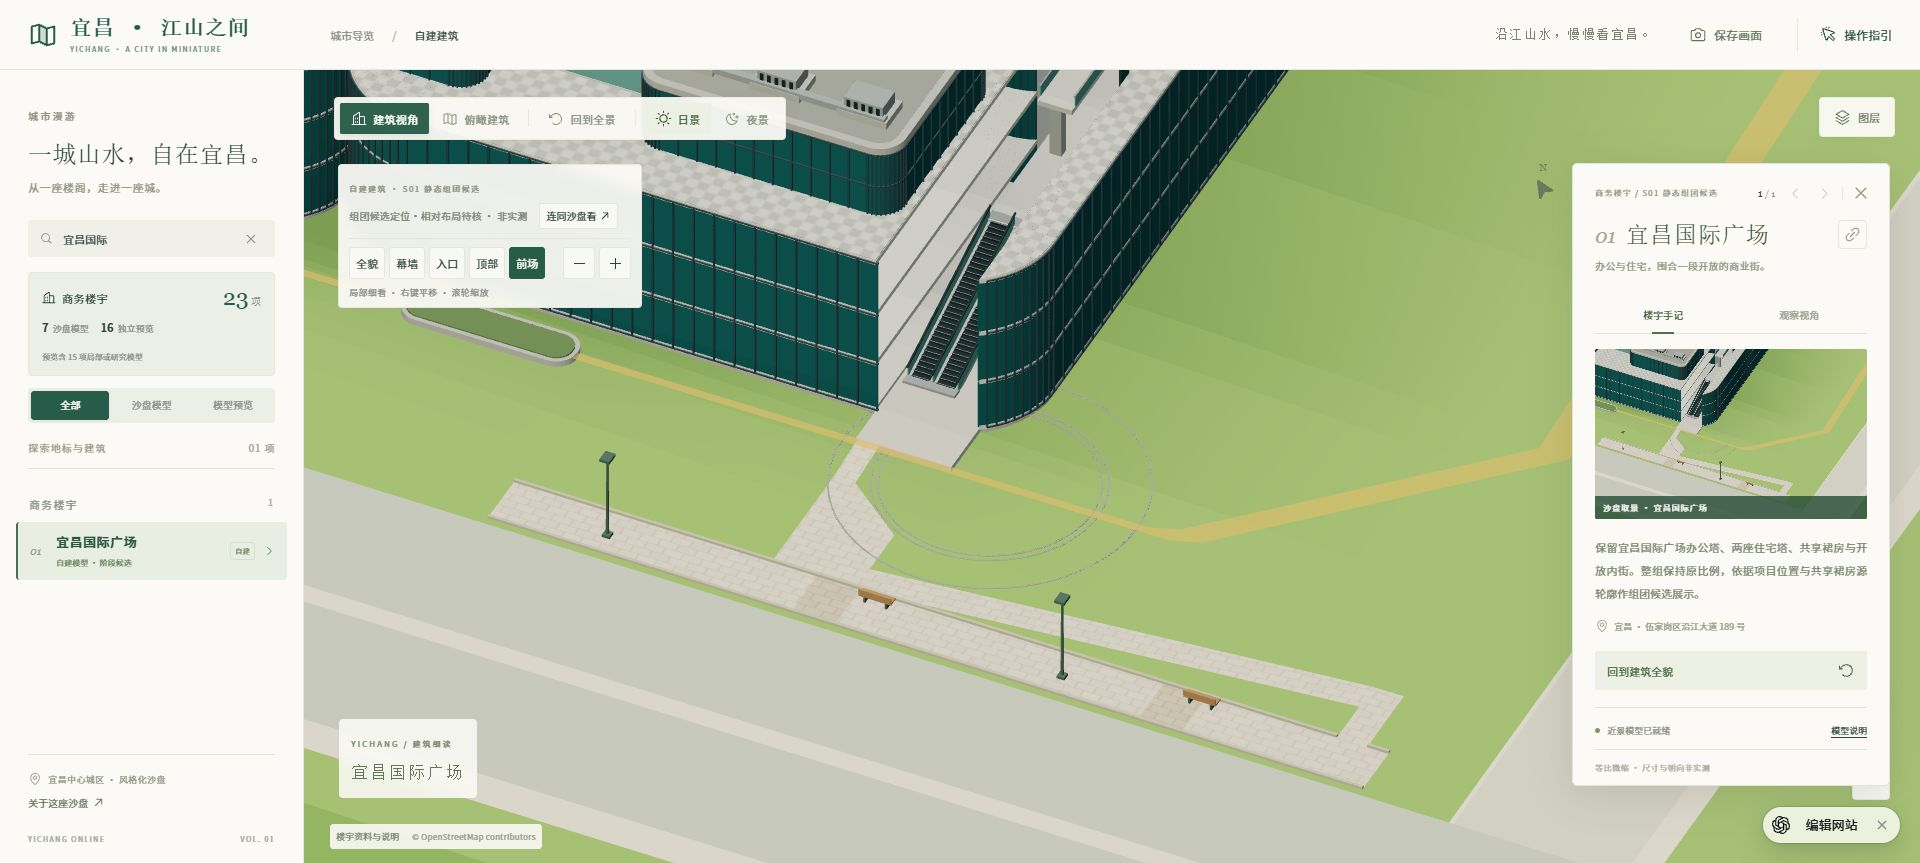 宜昌 · 江山之间
YICHANG · A CITY IN MINIATURE
城市导览 / 自建建筑
沿江山水，慢慢看宜昌。
保存画面
操作指引
城市漫游
一城山水，自在宜昌。
从一座楼阁，走进一座城。
宜昌国际
商务楼宇
23 项
7 沙盘模型 16 独立预览
预览含 15 项局部或研究模型
全部
沙盘模型
模型预览
探索地标与建筑
01 项
商务楼宇
1
01
宜昌国际广场
自建模型 · 阶段候选
自建
宜昌中心城区 · 风格化沙盘
关于这座沙盘
YICHANG ONLINE
VOL. 01
建筑视角
俯瞰建筑
回到全景
日景
夜景
自建建筑 · S01 静态组团候选
组团候选定位 · 相对布局待核 · 非实测
连同沙盘看
全貌
幕墙
入口
顶部
前场
局部细看 · 右键平移 · 滚轮缩放
YICHANG / 建筑细读
宜昌国际广场
楼宇资料与说明
© OpenStreetMap contributors
图层
N
商务楼宇 / S01 静态组团候选
1 / 1
01 宜昌国际广场
办公与住宅，围合一段开放的商业街。
楼宇手记
观察视角
沙盘取景 · 宜昌国际广场
保留宜昌国际广场办公塔、两座住宅塔、共享裙房与开
放内街。整组保持原比例，依据项目位置与共享裙房源
轮廓作组团候选展示。
宜昌 · 伍家岗区沿江大道 189 号
回到建筑全貌
近景模型已就绪
模型说明
等比微缩 · 尺寸与朝向非实测
编辑网站